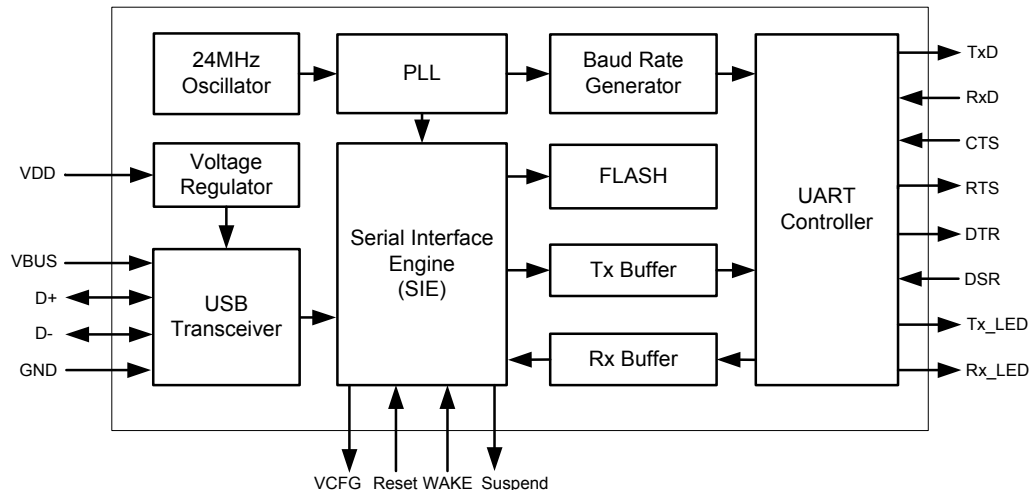 24MHz
Oscillator
PLL
Baud Rate
Generator
TxD
RxD
CTS
VDD
Voltage
Regulator
FLASH
RTS
UART
Controller
Serial Interface
Engine
(SIE)
DTR
VBUS
Tx Buffer
DSR
D+
USB
Transceiver
D-
Tx_LED
GND
Rx Buffer
Rx_LED
VCFG
Reset
WAKE
Suspend